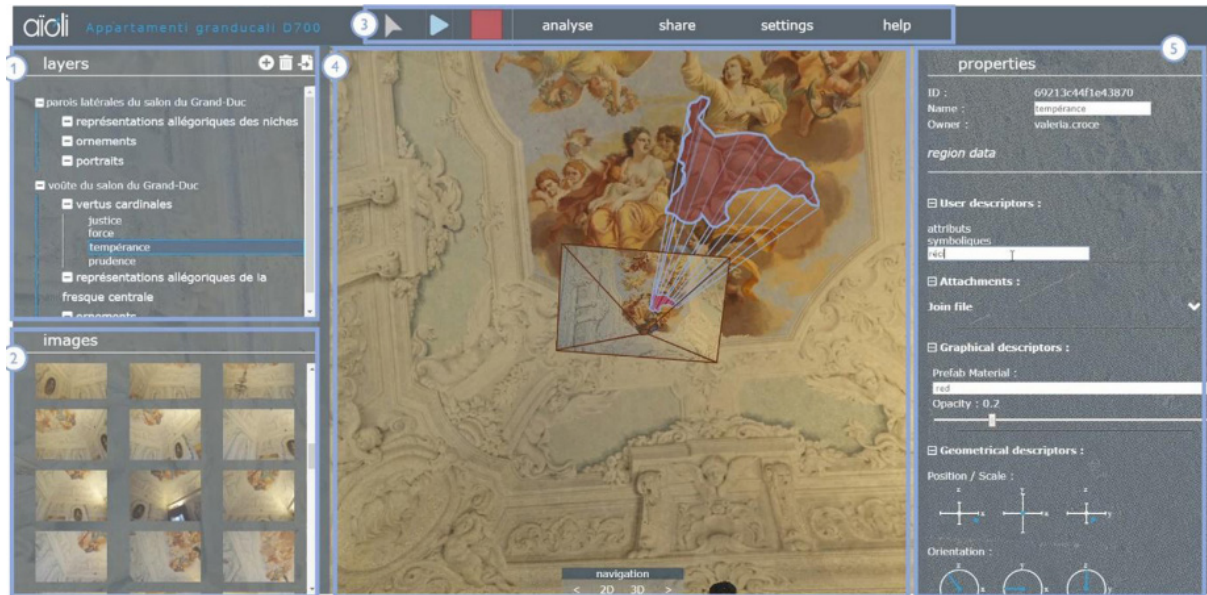 aïoli Appartamenti granducali D700
3 analyse share settings help
1 layers
parois latérales du salon du Grand-Duc
représentations allégoriques des niches
ornements
portraits
voûte du salon du Grand-Duc
vertus cardinales
justice
force
tempérance
prudence
représentations allégoriques de la
fresque centrale
ornements
2 images
4
navigation
< 2D 3D >
5
properties
ID : 69213c44f1e43870
Name : tempérance
Owner : valeria.croce
region data
User descriptors :
attributs
symboliques
réci
Attachments :
Join file
Graphical descriptors :
Prefab Material :
red
Opacity : 0.2
Geometrical descriptors :
Position / Scale :
z y z
x x y
Orientation :
z y z
x x y